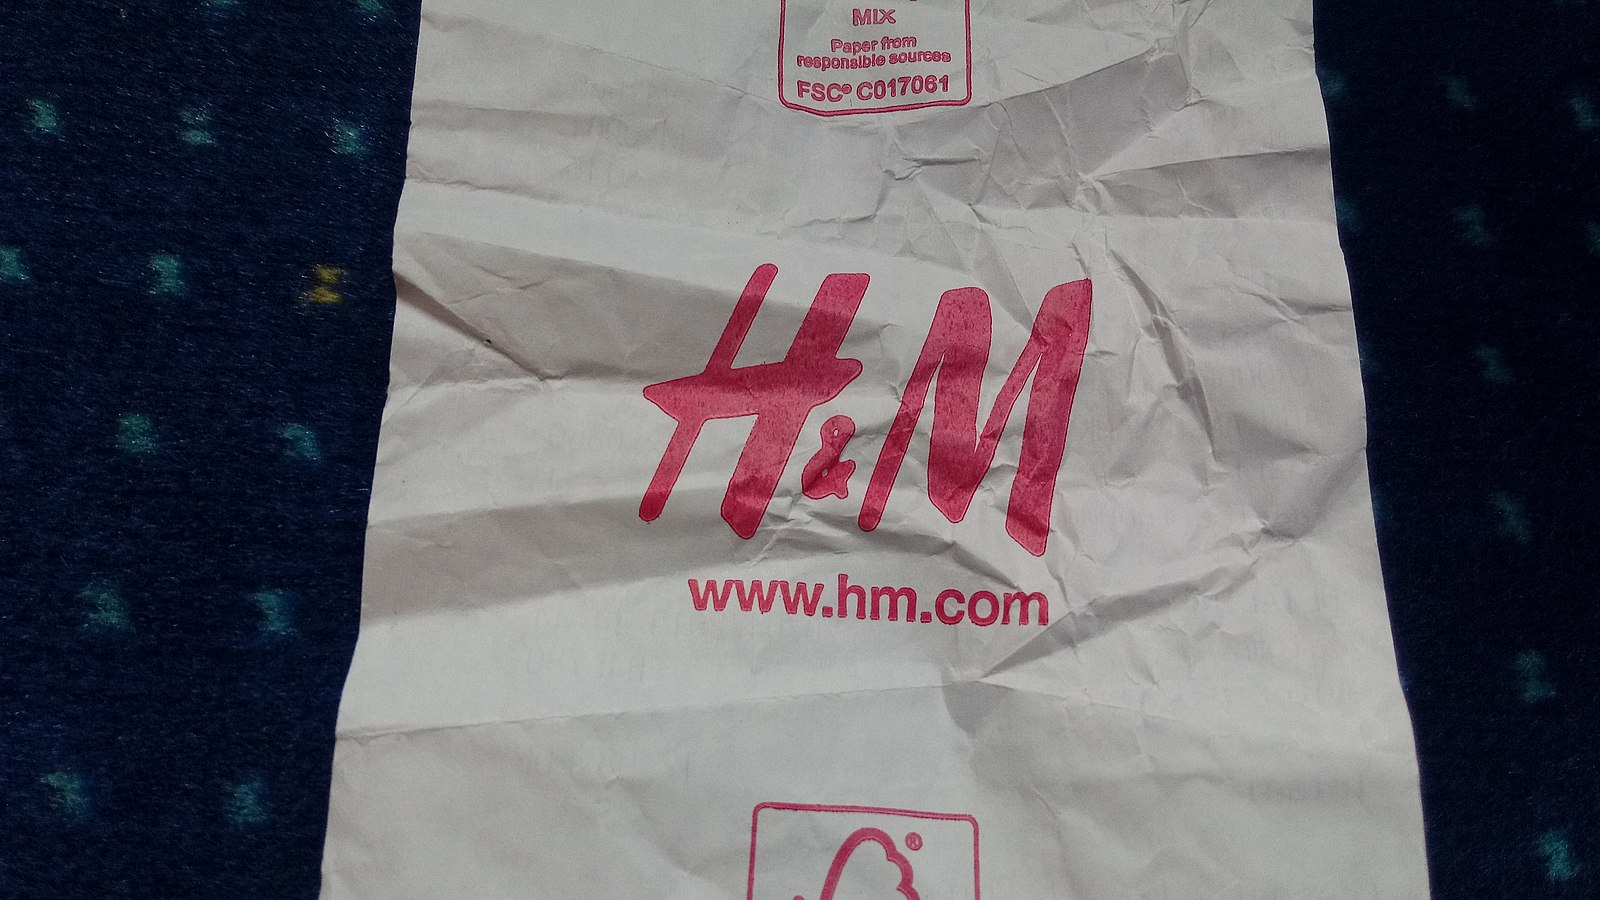 MIX
Paper from
responsible sources
FSC® C017061
H&M
www.hm.com
®